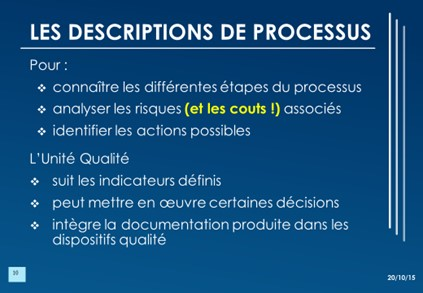 LES DESCRIPTIONS DE PROCESSUS
Pour :
❖ connaître les différentes étapes du processus
❖ analyser les risques (et les couts !) associés
❖ identifier les actions possibles
L'Unité Qualité
❖ suit les indicateurs définis
❖ peut mettre en œuvre certaines décisions
❖ intègre la documentation produite dans les
dispositifs qualité
20/10/15